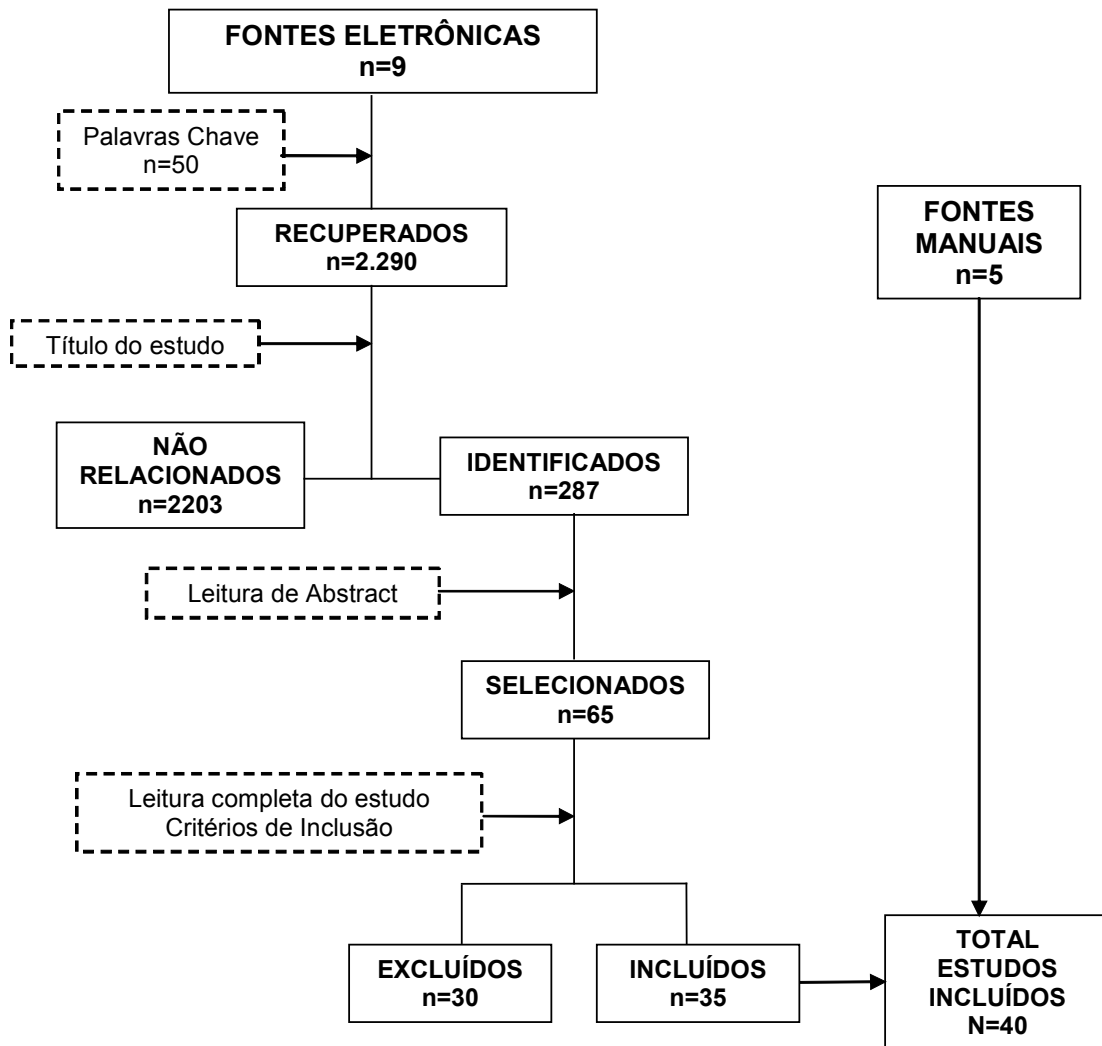 FONTES ELETRÔNICAS
n=9
Palavras Chave
n=50
RECUPERADOS
n=2.290
FONTES
MANUAIS
n=5
Título do estudo
NÃO
RELACIONADOS
n=2203
IDENTIFICADOS
n=287
Leitura de Abstract
SELECIONADOS
n=65
Leitura completa do estudo
Critérios de Inclusão
EXCLUÍDOS
n=30
INCLUÍDOS
n=35
TOTAL
ESTUDOS
INCLUÍDOS
N=40